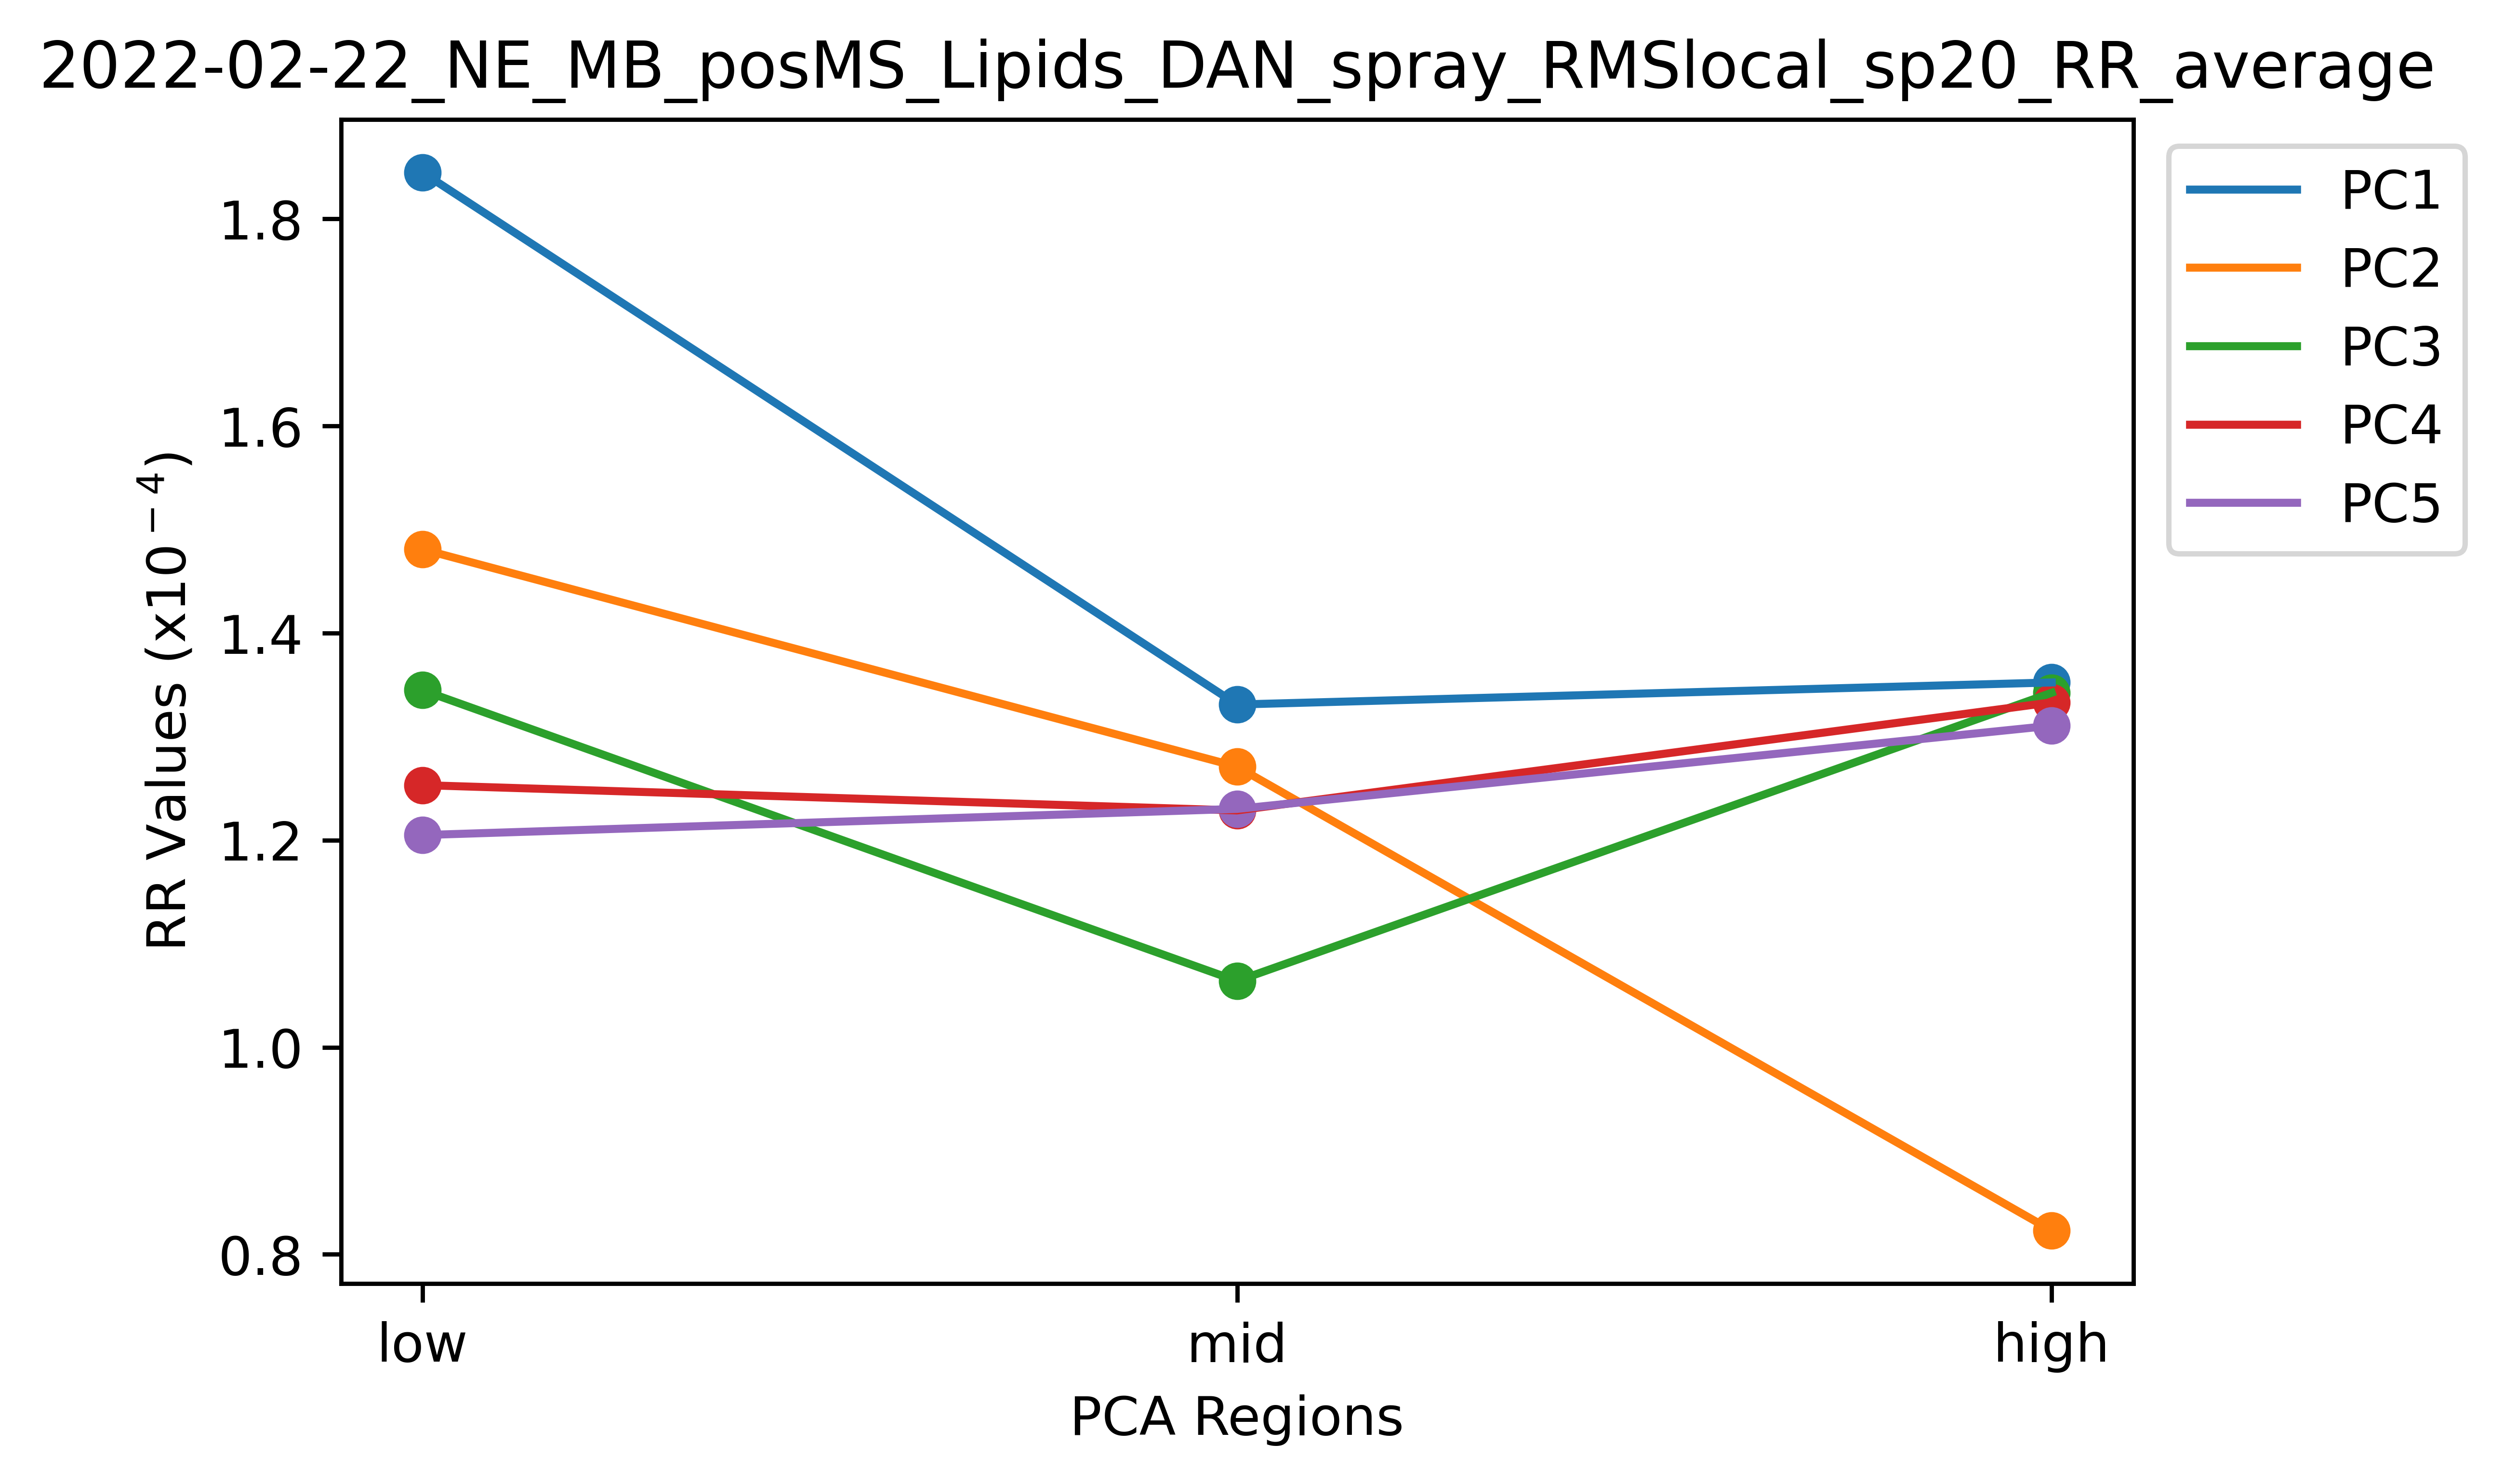 2022-02-22_NE_MB_posMS_Lipids_DAN_spray_RMSlocal_sp20_RR_average
PC1
PC2
PC3
PC4
PC5
RR Values (x10⁻⁴)
1.8
1.6
1.4
1.2
1.0
0.8
low mid high
PCA Regions